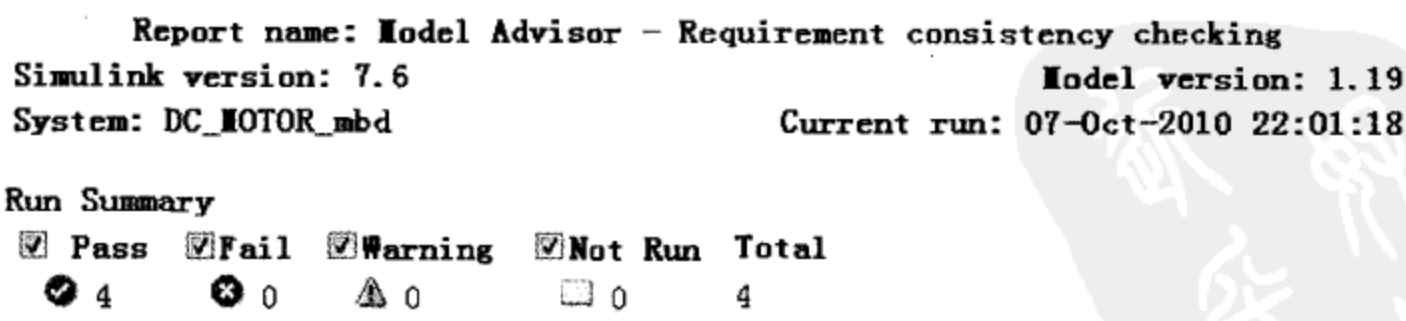 Report name: Model Advisor - Requirement consistency checking
Simulink version: 7.6 Model version: 1.19
System: DC_MOTOR_mbd Current run: 07-Oct-2010 22:01:18
Run Summary
Pass Fail Warning Not Run Total
4 0 0 0 4